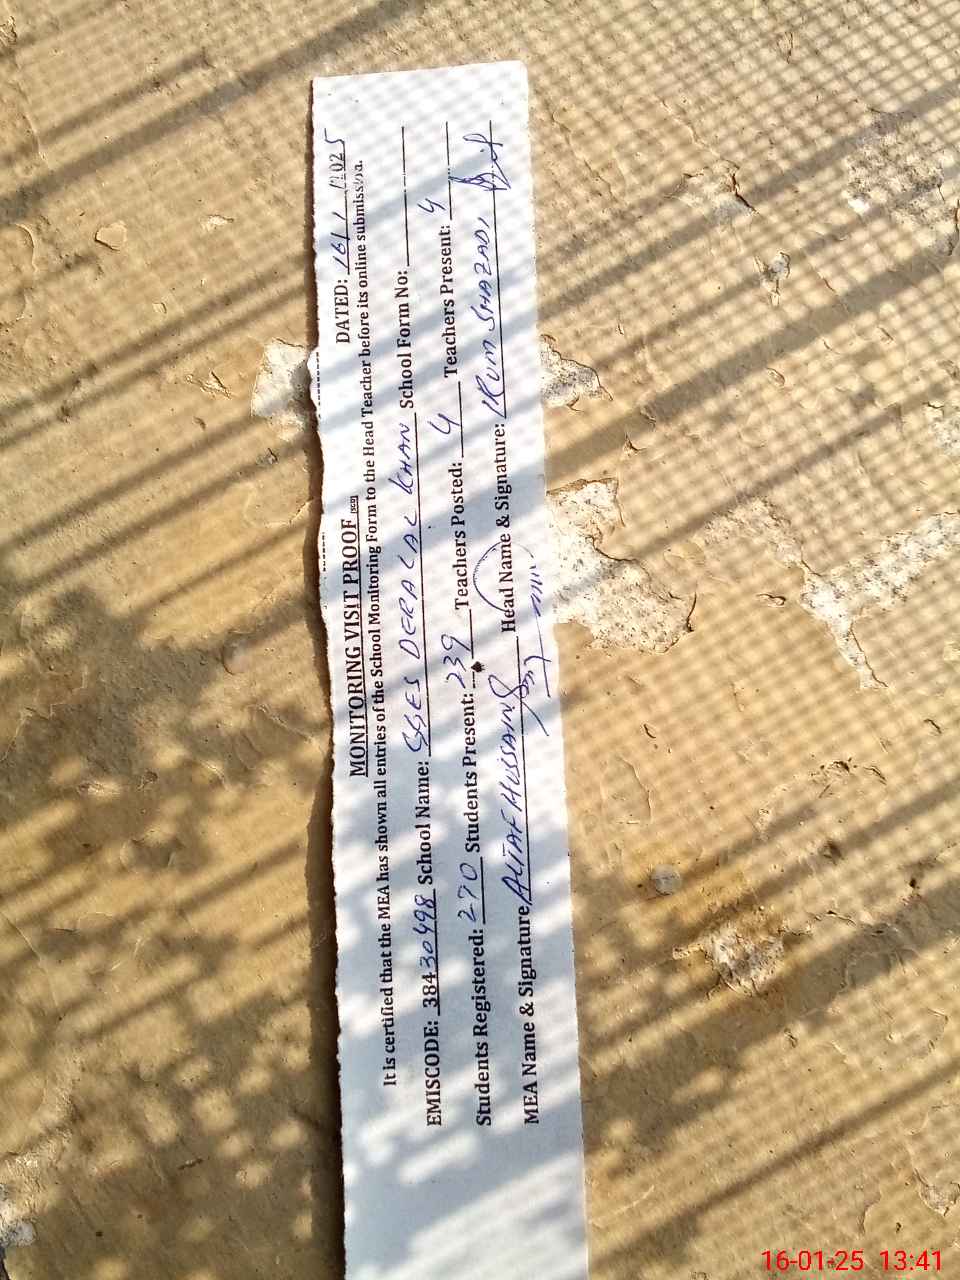 MONITORING VISIT PROOF (SED) DATED: 16/1/2025
It is certified that the MEA has shown all entries of the School Monitoring Form to the Head Teacher before its online submission.
EMISCODE: 38430498 School Name: GGES DERA LAL KHAN School Form No:
Students Registered: 270 Students Present: 239 Teachers Posted: 4 Teachers Present: 4
MEA Name & Signature ALTAF HUSSAIN Head Name & Signature: IRUM SHAZADI
16-01-25 13:41